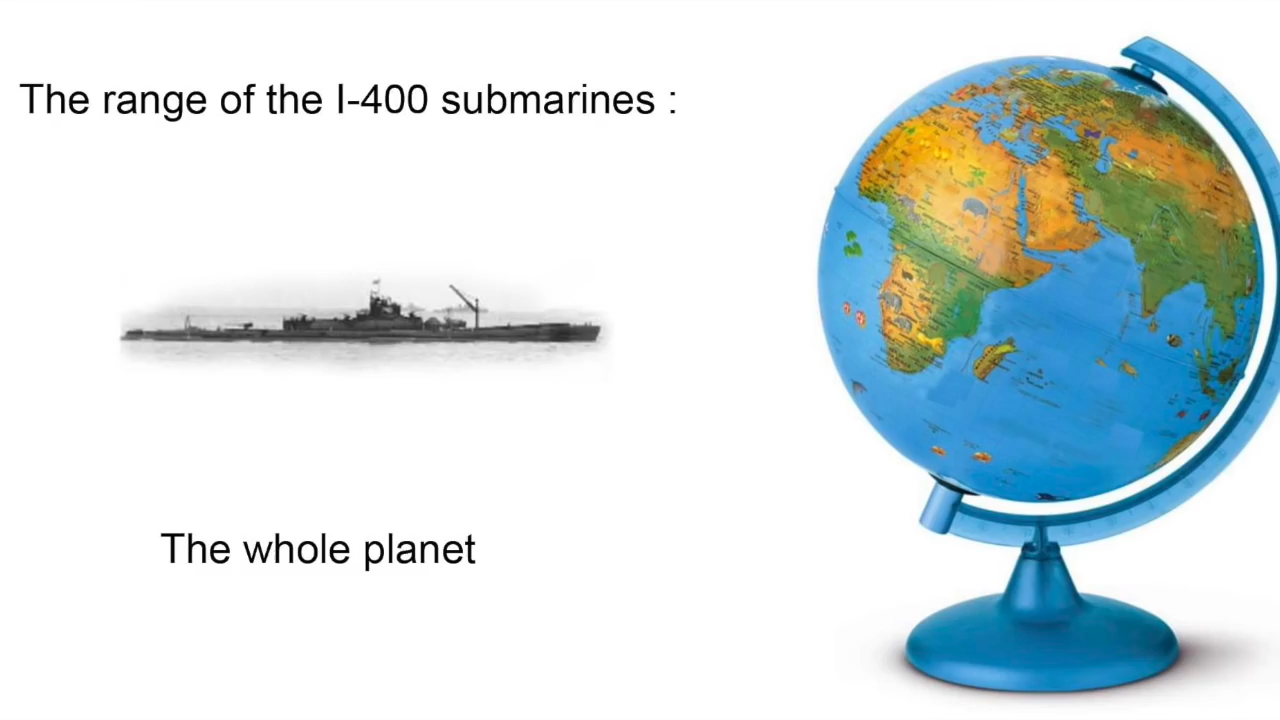 The range of the I-400 submarines :
The whole planet